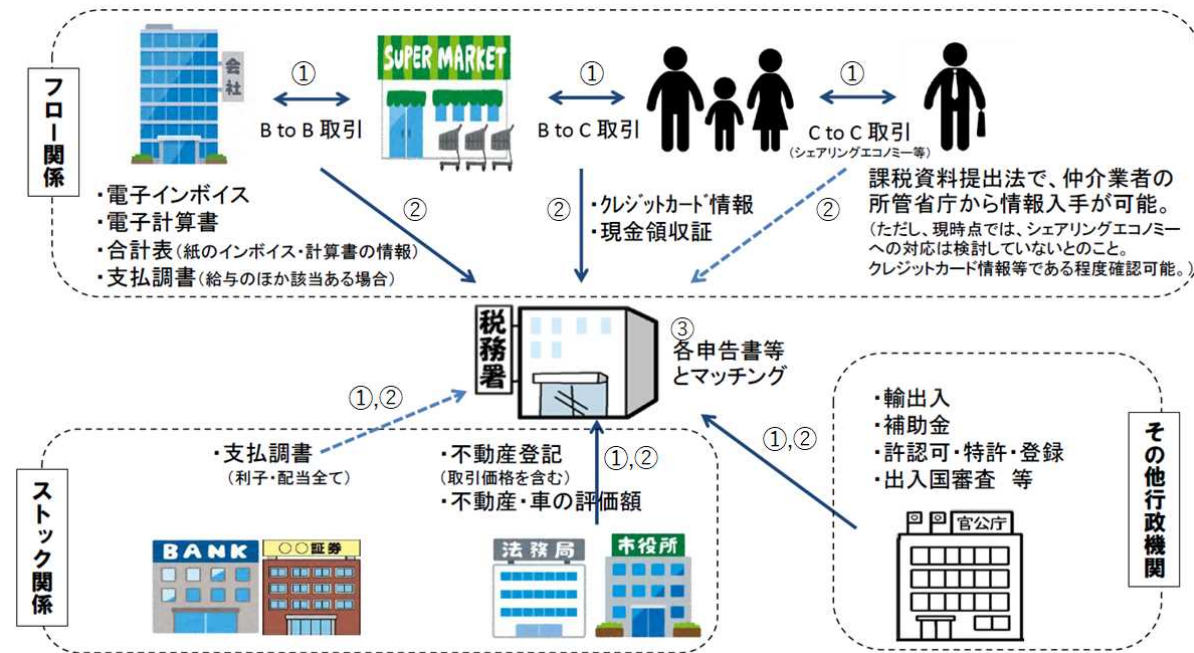 フロー関係
会社
SUPER MARKET
①
①
①
B to B 取引
B to C 取引
C to C 取引
(シェアリングエコノミー等)
・電子インボイス
・電子計算書
・合計表(紙のインボイス・計算書の情報)
・支払調書(給与のほか該当ある場合)
②
②
・クレジットカード情報
・現金領収証
②
課税資料提出法で、仲介業者の
所管省庁から情報入手が可能。
(ただし、現時点では、シェアリングエコノミー
への対応は検討していないとのこと。
クレジットカード情報等である程度確認可能。)
税務署
③
各申告書等
とマッチング
①,②
①,②
①,②
ストック関係
・支払調書
(利子・配当全て)
BANK
○○証券
・不動産登記
(取引価格を含む)
・不動産・車の評価額
法務局
市役所
その他行政機関
・輸出入
・補助金
・許認可・特許・登録
・出入国審査 等
官公庁